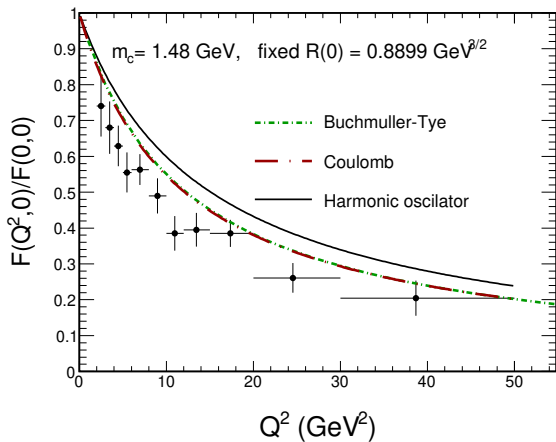 m_c= 1.48 GeV, fixed R(0) = 0.8899 GeV^3/2
Buchmuller-Tye
Coulomb
Harmonic oscilator
F(Q^2,0)/F(0,0)
1
0.9
0.8
0.7
0.6
0.5
0.4
0.3
0.2
0.1
0
0 10 20 30 40 50
Q^2 (GeV^2)